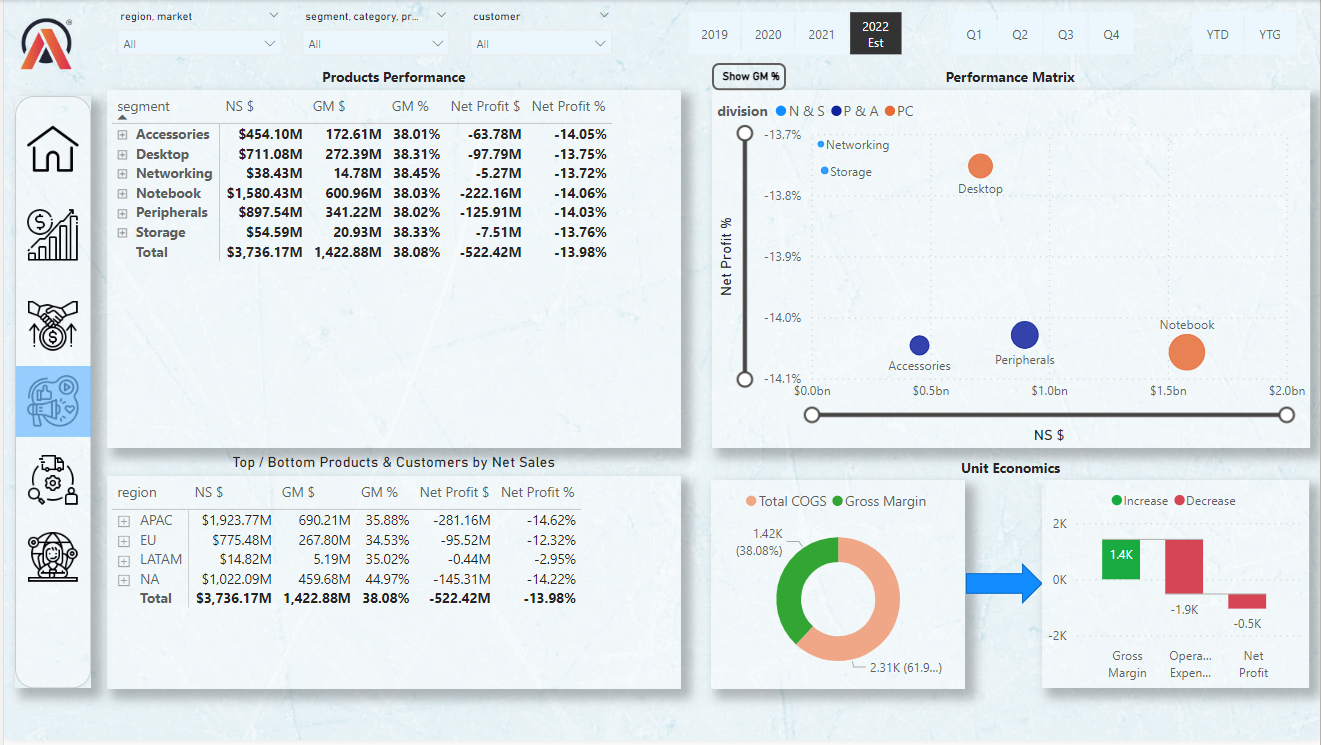 region, market
segment, category, pr...
customer
All
All
All
2019
2020
2021
2022
Est
Q1
Q2
Q3
Q4
YTD
YTG
Products Performance
segment NS $ GM $ GM % Net Profit $ Net Profit %
Accessories $454.10M 172.61M 38.01% -63.78M -14.05%
Desktop $711.08M 272.39M 38.31% -97.79M -13.75%
Networking $38.43M 14.78M 38.45% -5.27M -13.72%
Notebook $1,580.43M 600.96M 38.03% -222.16M -14.06%
Peripherals $897.54M 341.22M 38.02% -125.91M -14.03%
Storage $54.59M 20.93M 38.33% -7.51M -13.76%
Total $3,736.17M 1,422.88M 38.08% -522.42M -13.98%
Show GM %
Performance Matrix
division N & S P & A PC
Net Profit %
-13.7%
-13.8%
-13.9%
-14.0%
-14.1%
Networking
Storage
Desktop
Notebook
Peripherals
Accessories
$0.0bn $0.5bn $1.0bn $1.5bn $2.0bn
NS $
Top / Bottom Products & Customers by Net Sales
region NS $ GM $ GM % Net Profit $ Net Profit %
APAC $1,923.77M 690.21M 35.88% -281.16M -14.62%
EU $775.48M 267.80M 34.53% -95.52M -12.32%
LATAM $14.82M 5.19M 35.02% -0.44M -2.95%
NA $1,022.09M 459.68M 44.97% -145.31M -14.22%
Total $3,736.17M 1,422.88M 38.08% -522.42M -13.98%
Unit Economics
Total COGS Gross Margin
1.42K
(38.08%)
2.31K (61.9...)
Increase Decrease
2K
0K
-2K
1.4K
-1.9K
-0.5K
Gross
Margin
Opera...
Expen...
Net
Profit